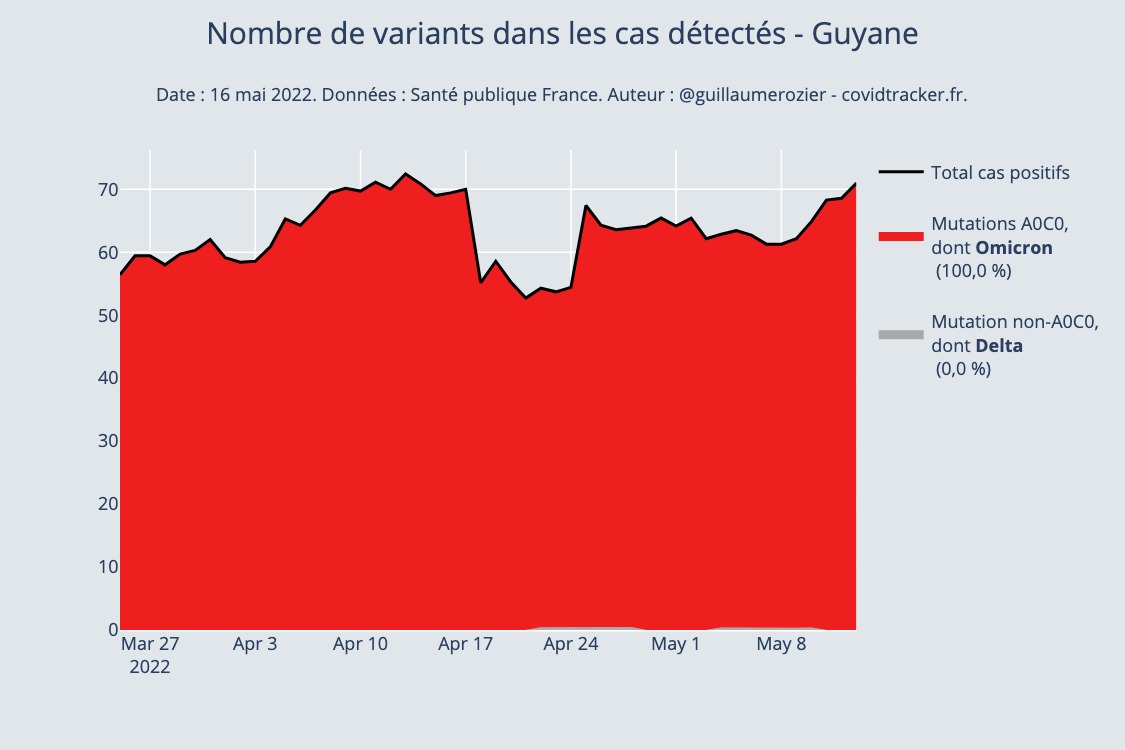 Nombre de variants dans les cas détectés - Guyane
Date : 16 mai 2022. Données : Santé publique France. Auteur : @guillaumerozier - covidtracker.fr.
70
60
50
40
30
20
10
0
Mar 27
2022
Apr 3
Apr 10
Apr 17
Apr 24
May 1
May 8
Total cas positifs
Mutations A0C0,
dont Omicron
(100,0 %)
Mutation non-A0C0,
dont Delta
(0,0 %)